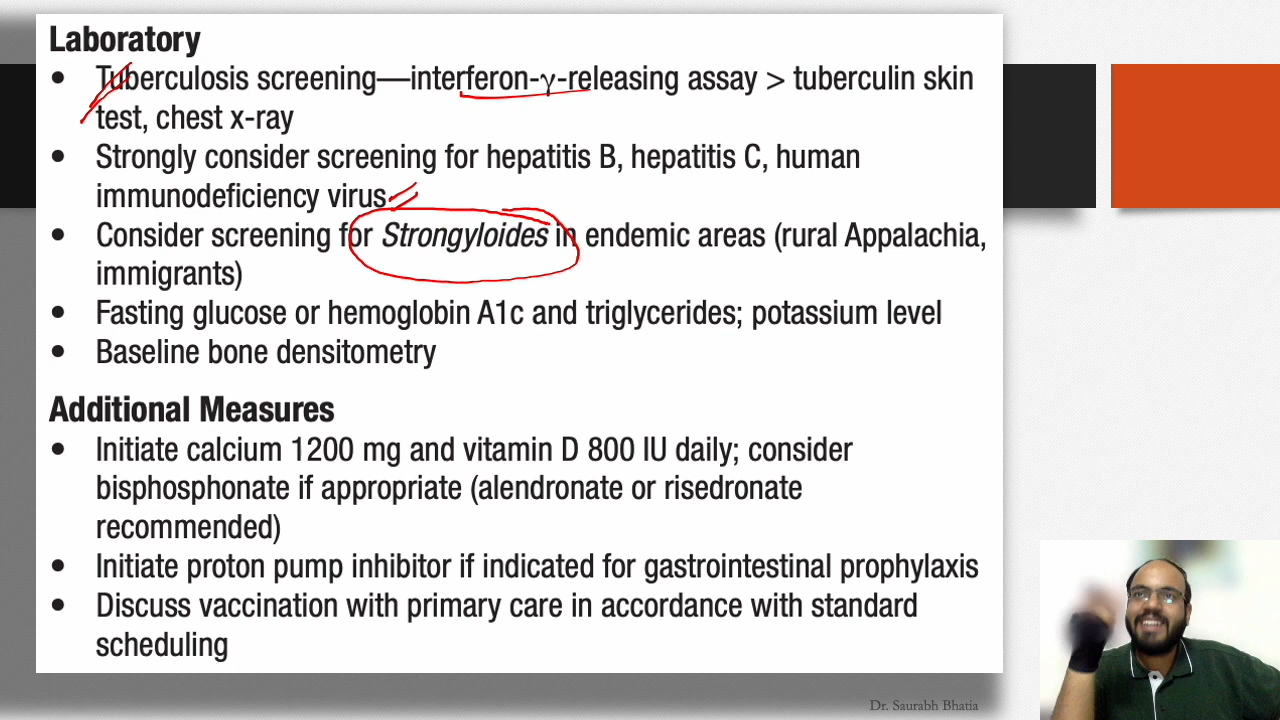 Laboratory
• Tuberculosis screening—interferon-γ-releasing assay > tuberculin skin
test, chest x-ray
• Strongly consider screening for hepatitis B, hepatitis C, human
immunodeficiency virus
• Consider screening for Strongyloides in endemic areas (rural Appalachia,
immigrants)
• Fasting glucose or hemoglobin A1c and triglycerides; potassium level
• Baseline bone densitometry
Additional Measures
• Initiate calcium 1200 mg and vitamin D 800 IU daily; consider
bisphosphonate if appropriate (alendronate or risedronate
recommended)
• Initiate proton pump inhibitor if indicated for gastrointestinal prophylaxis
• Discuss vaccination with primary care in accordance with standard
scheduling
Dr. Saurabh Bhatia